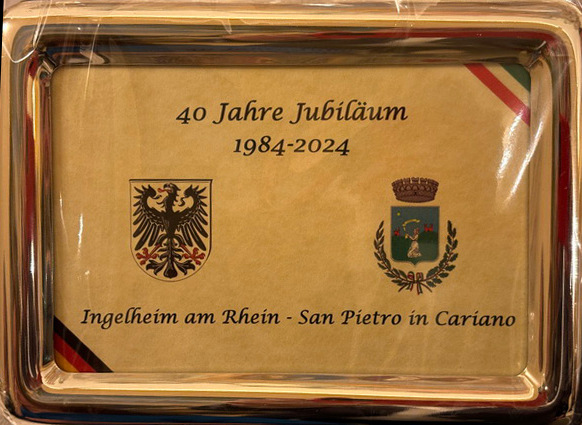 40 Jahre Jubiläum
1984-2024
Ingelheim am Rhein - San Pietro in Cariano